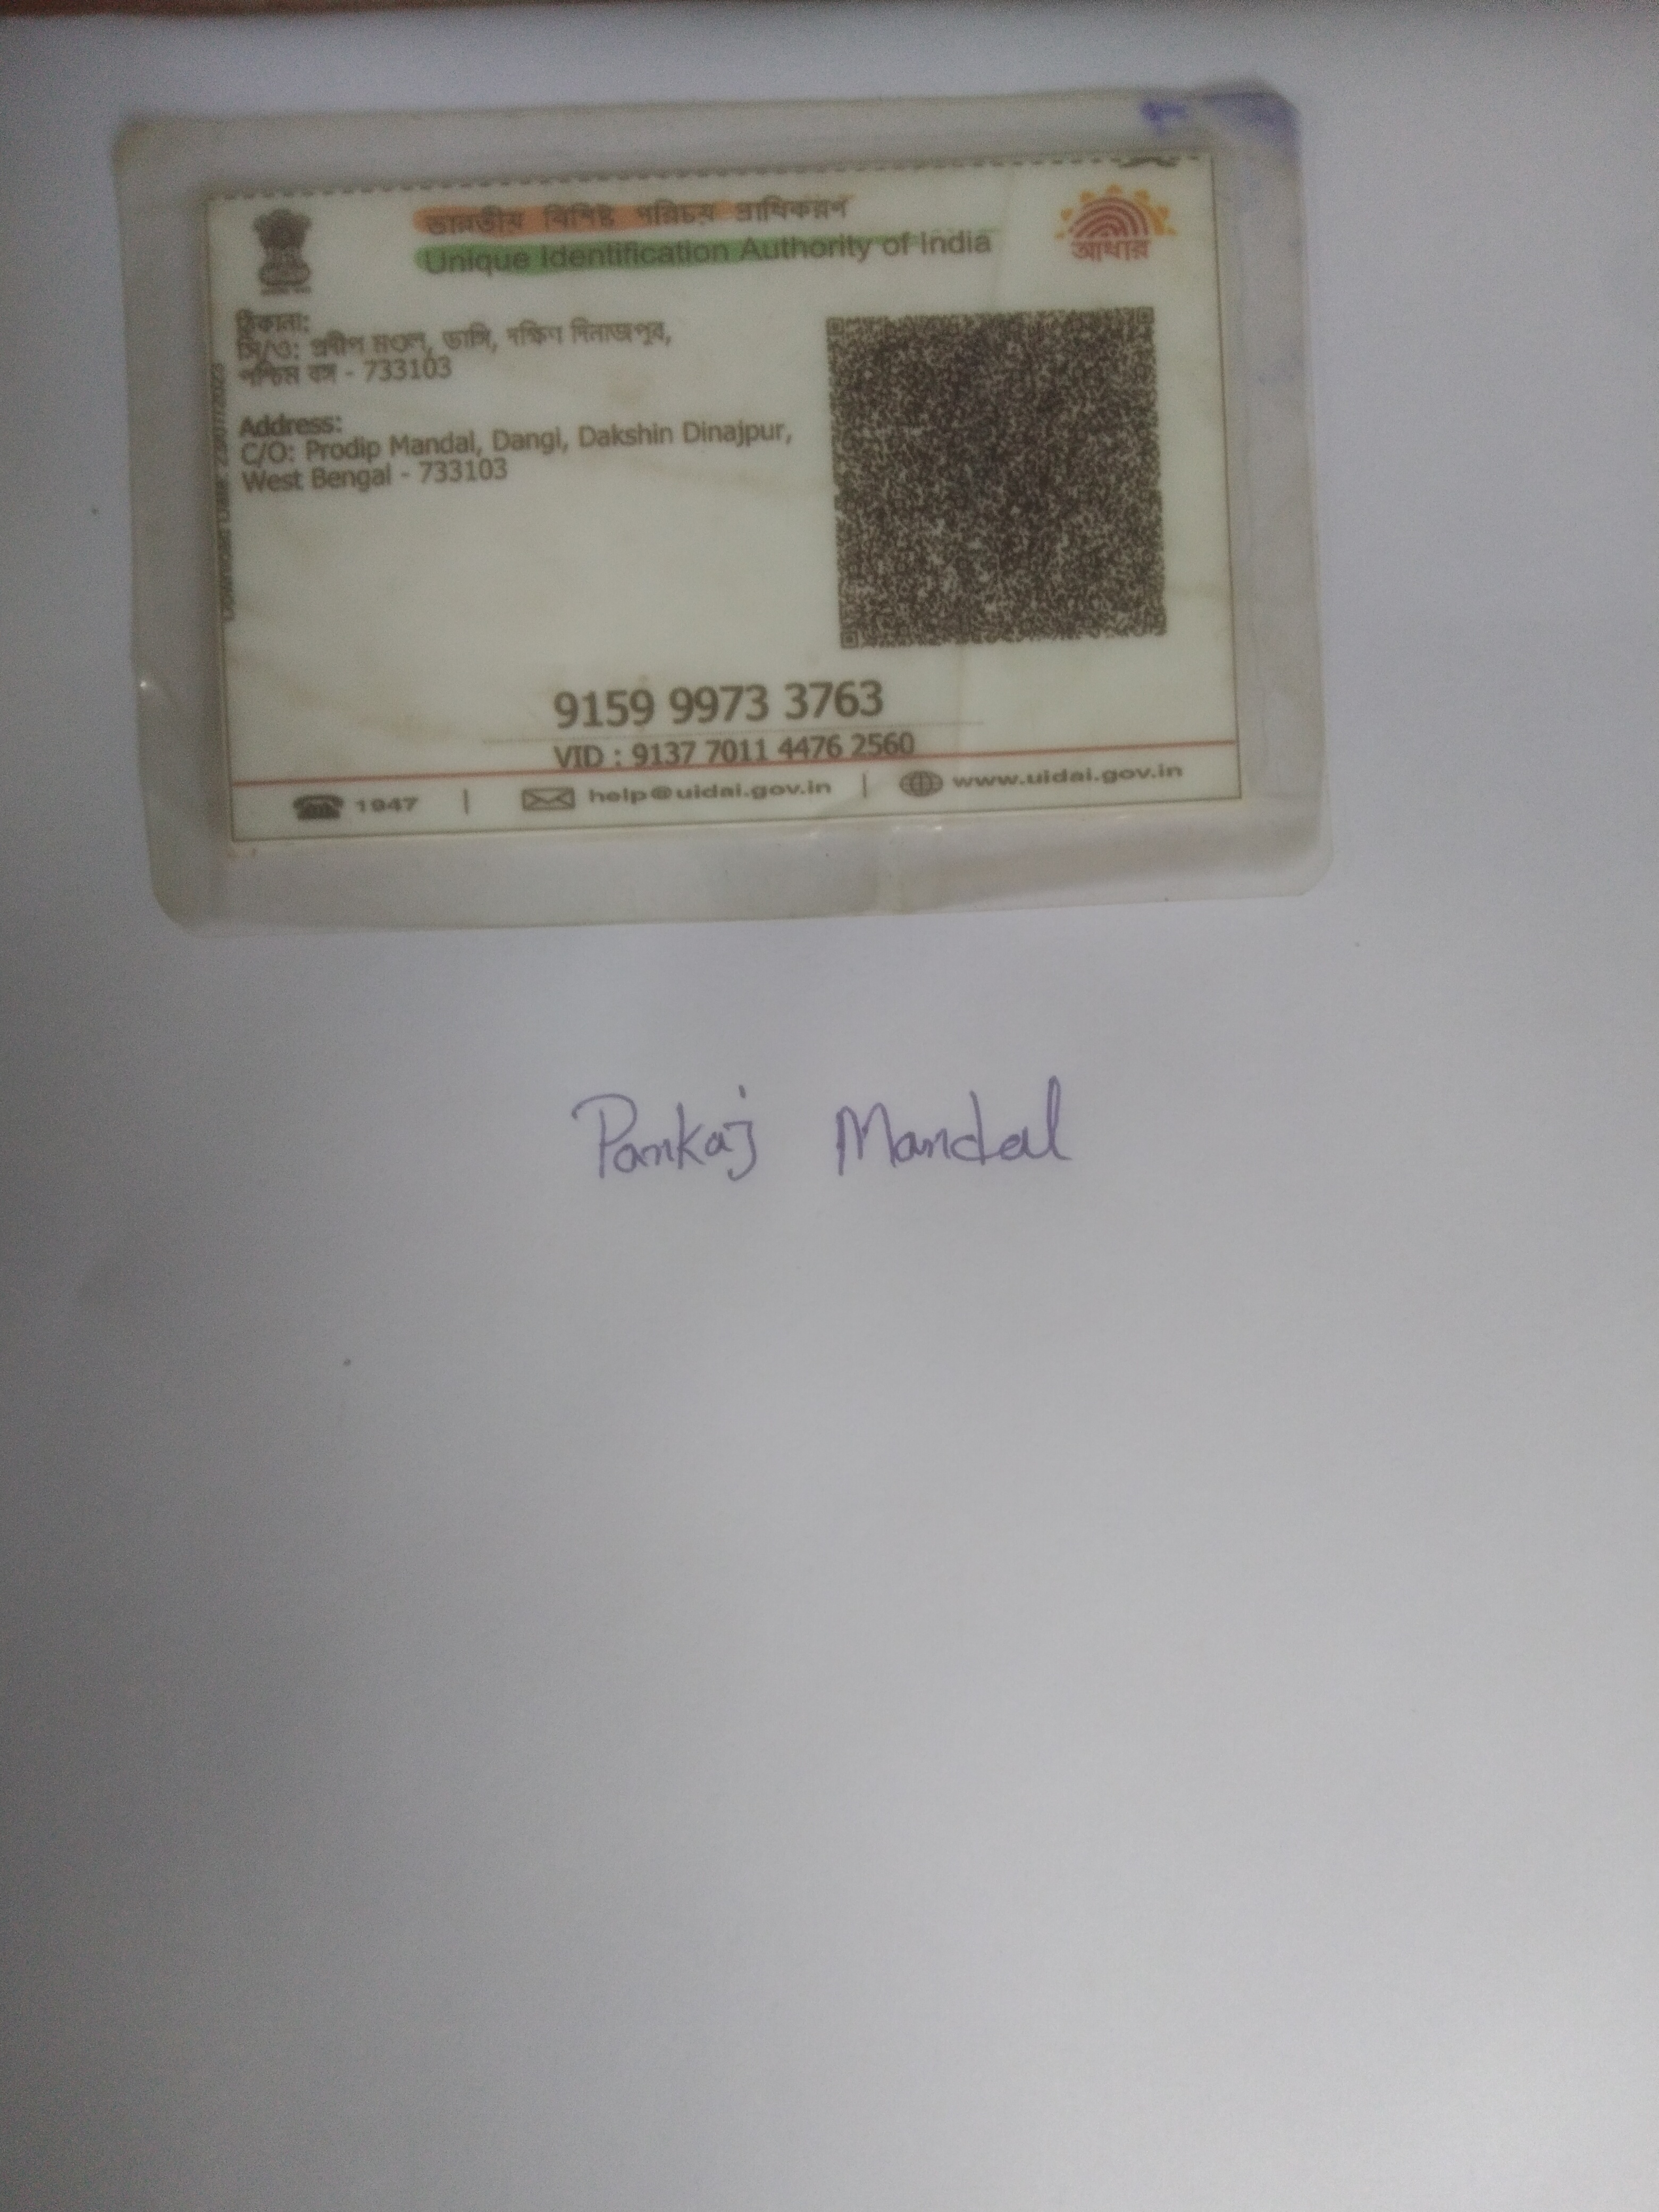 ভারতীয় বিশিষ্ট পরিচয় প্রাধিকরণ
Unique Identification Authority of India
আধার
ঠিকানা:
সি/ও: প্রদীপ মণ্ডল, ডাঙ্গি, দক্ষিণ দিনাজপুর,
পশ্চিম বঙ্গ - 733103
Address:
C/O: Prodip Mandal, Dangi, Dakshin Dinajpur,
West Bengal - 733103
9159 9973 3763
VID : 9137 7011 4476 2560
1947 | help@uidai.gov.in | www.uidai.gov.in
Pankaj Mandal